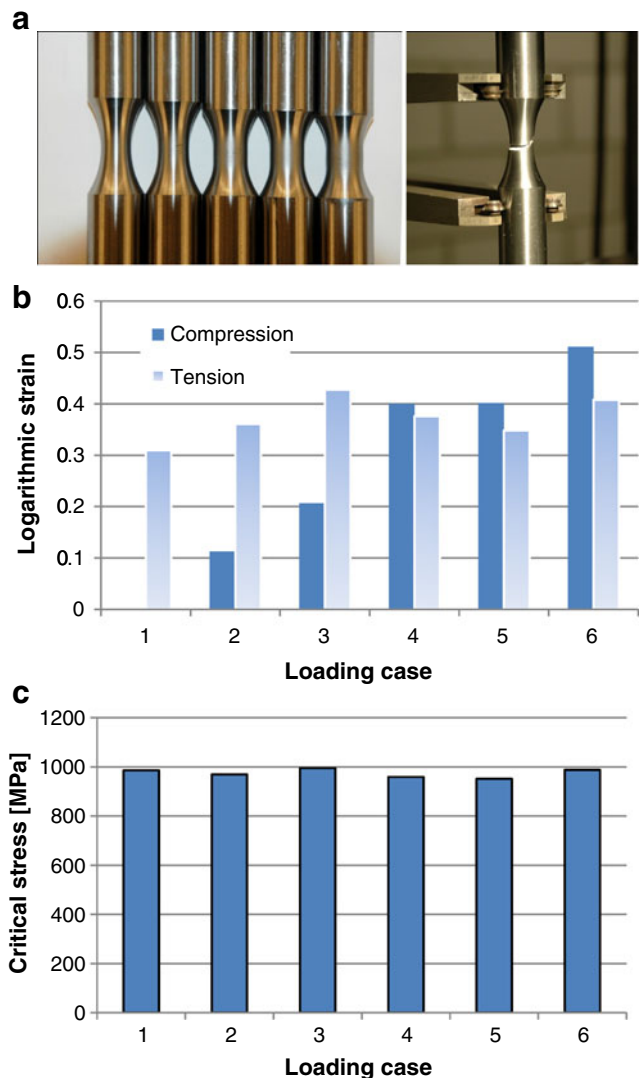 a
b
0.6
0.5
0.4
0.3
0.2
0.1
0
Logarithmic strain
Compression
Tension
1 2 3 4 5 6
Loading case
c
1200
1000
800
600
400
200
0
Critical stress [MPa]
1 2 3 4 5 6
Loading case